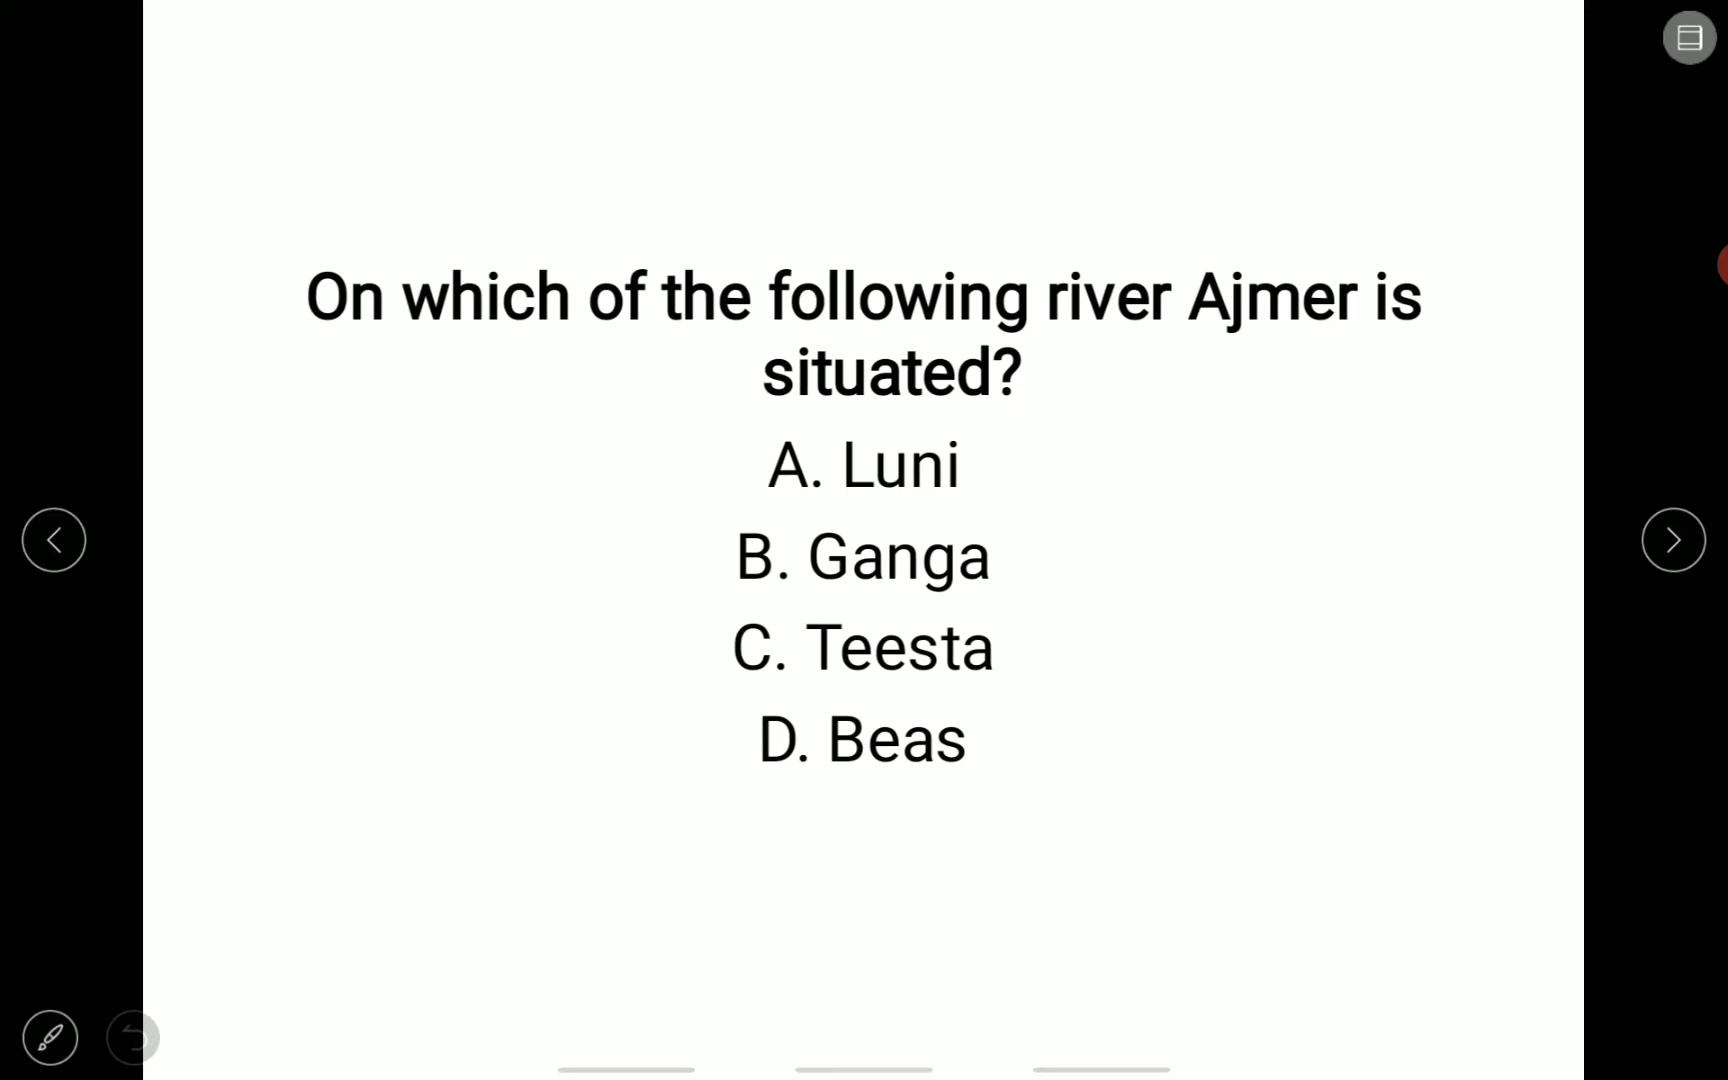 On which of the following river Ajmer is
situated?
A. Luni
B. Ganga
C. Teesta
D. Beas